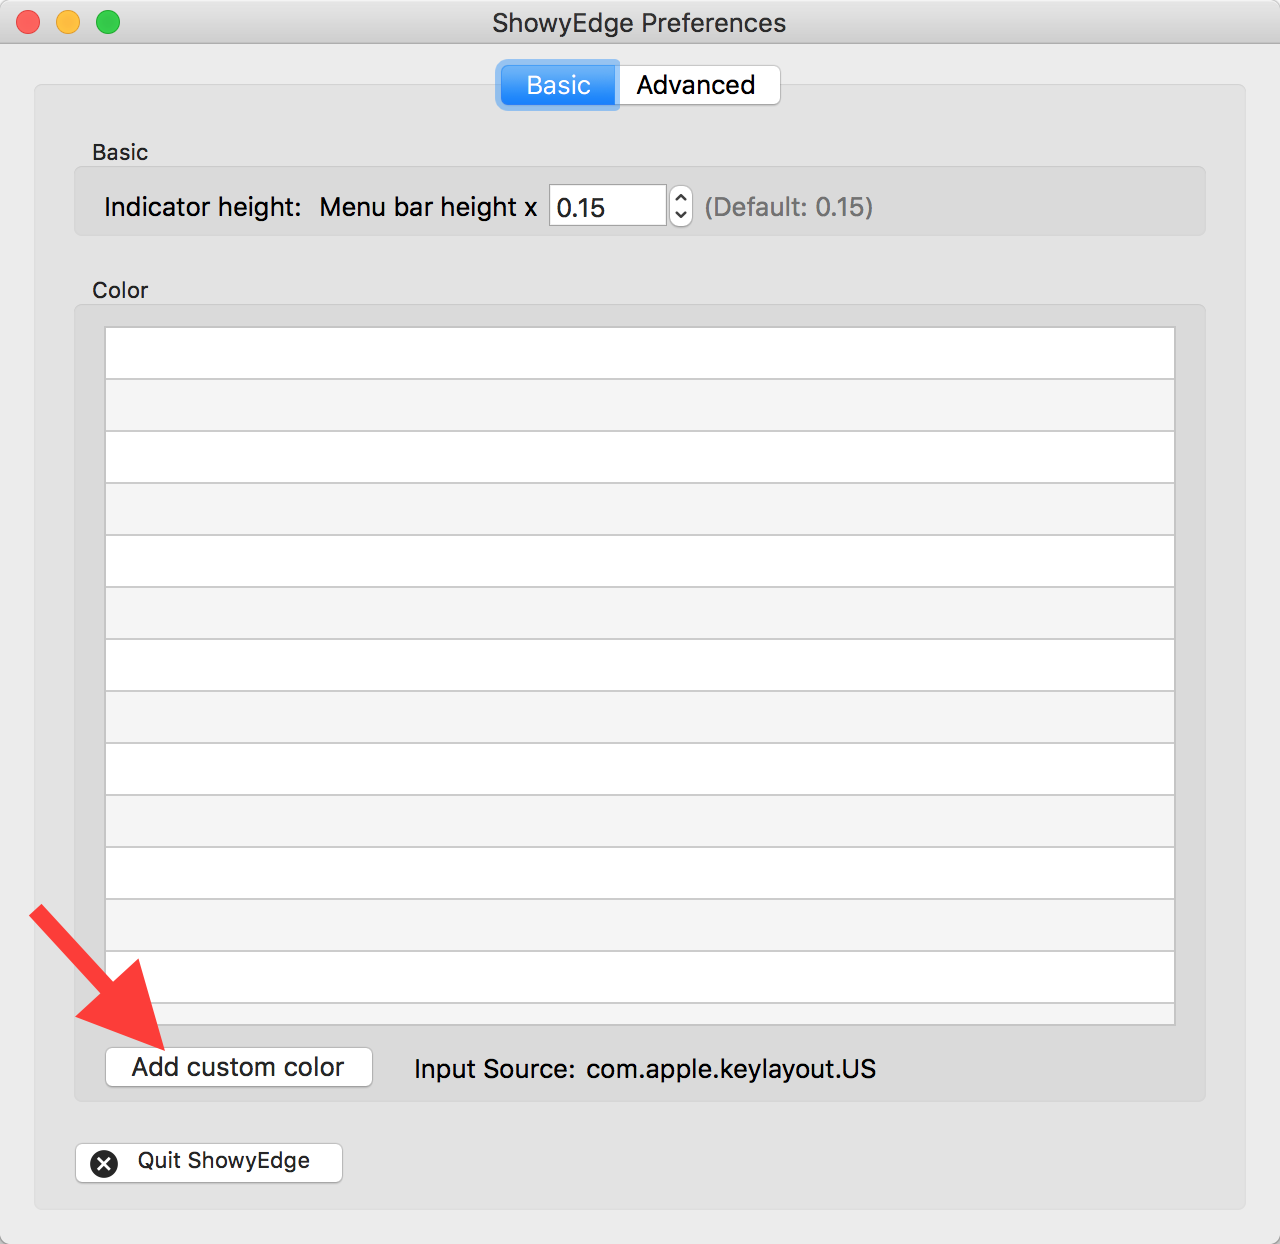 ShowyEdge Preferences
Basic Advanced
Basic
Indicator height: Menu bar height x 0.15 (Default: 0.15)
Color
Add custom color Input Source: com.apple.keylayout.US
Quit ShowyEdge